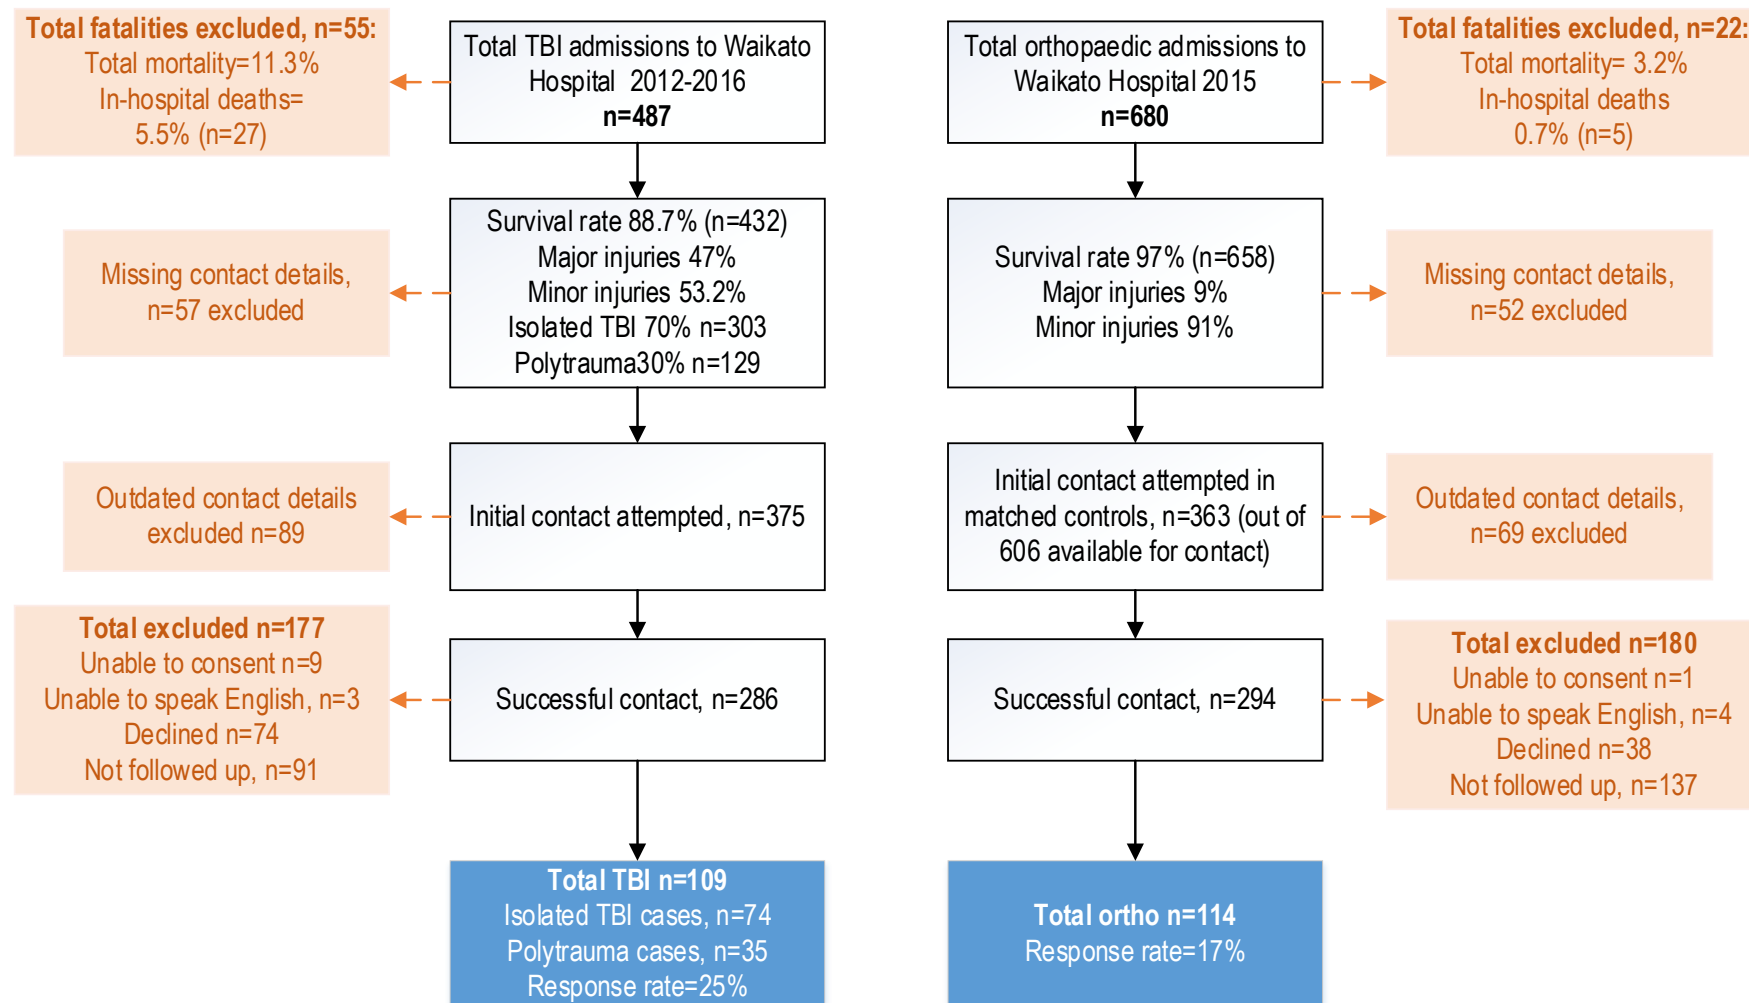 Total fatalities excluded, n=55:
Total mortality=11.3%
In-hospital deaths=
5.5% (n=27)
Total TBI admissions to Waikato
Hospital 2012-2016
n=487
Total orthopaedic admissions to
Waikato Hospital 2015
n=680
Total fatalities excluded, n=22:
Total mortality= 3.2%
In-hospital deaths
0.7% (n=5)
Missing contact details,
n=57 excluded
Survival rate 88.7% (n=432)
Major injuries 47%
Minor injuries 53.2%
Isolated TBI 70% n=303
Polytrauma30% n=129
Survival rate 97% (n=658)
Major injuries 9%
Minor injuries 91%
Missing contact details,
n=52 excluded
Outdated contact details
excluded n=89
Initial contact attempted, n=375
Initial contact attempted in
matched controls, n=363 (out of
606 available for contact)
Outdated contact details,
n=69 excluded
Total excluded n=177
Unable to consent n=9
Unable to speak English, n=3
Declined n=74
Not followed up, n=91
Successful contact, n=286
Successful contact, n=294
Total excluded n=180
Unable to consent n=1
Unable to speak English, n=4
Declined n=38
Not followed up, n=137
Total TBI n=109
Isolated TBI cases, n=74
Polytrauma cases, n=35
Response rate=25%
Total ortho n=114
Response rate=17%